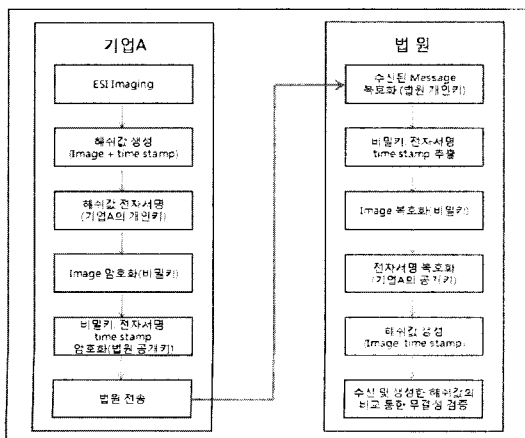 기업A
ESI Imaging
해쉬값 생성
(Image + time stamp)
해쉬값 전자서명
(기업A의 개인키)
Image 암호화(비밀키)
비밀키, 전자서명
time stamp
암호화(법원 공개키)
법원 전송
법 원
수신된 Message
복호화 (법원 개인키)
비밀키, 전자서명
time stamp 추출
Image 복호화(비밀키)
전자서명 복호화
(기업A의 공개키)
해쉬값 생성
(Image, time stamp)
수신 및 생성한 해쉬값의
비교 통한 무결성 검증